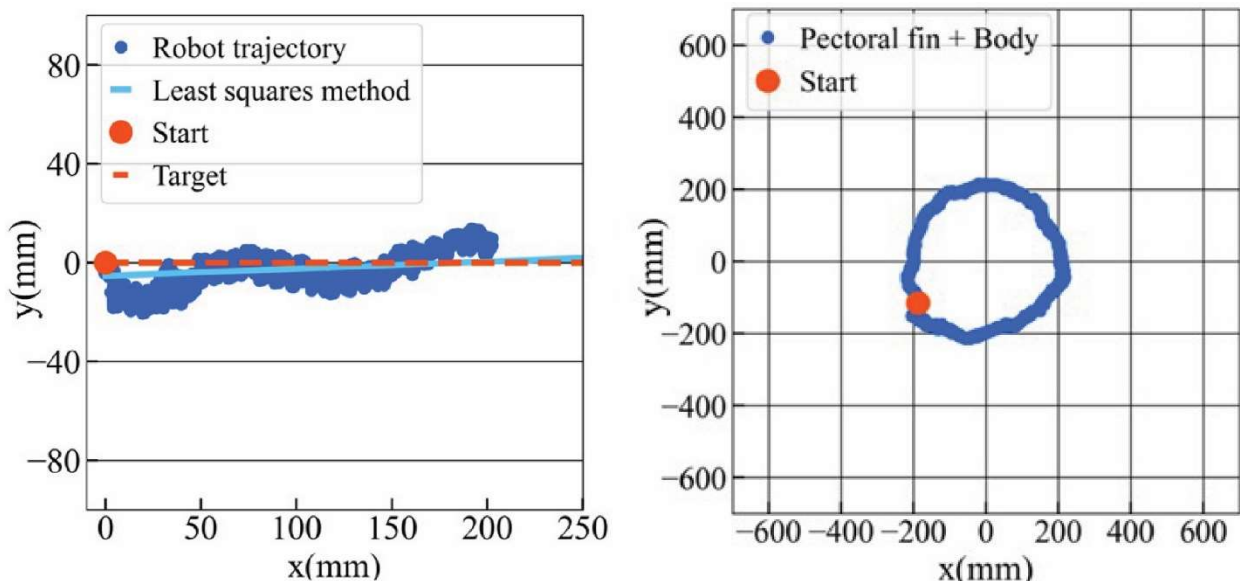 Robot trajectory
Least squares method
Start
Target
80
40
0
−40
−80
y(mm)
0 50 100 150 200 250
x(mm)
Pectoral fin + Body
Start
600
400
200
0
−200
−400
−600
y(mm)
−600 −400 −200 0 200 400 600
x(mm)